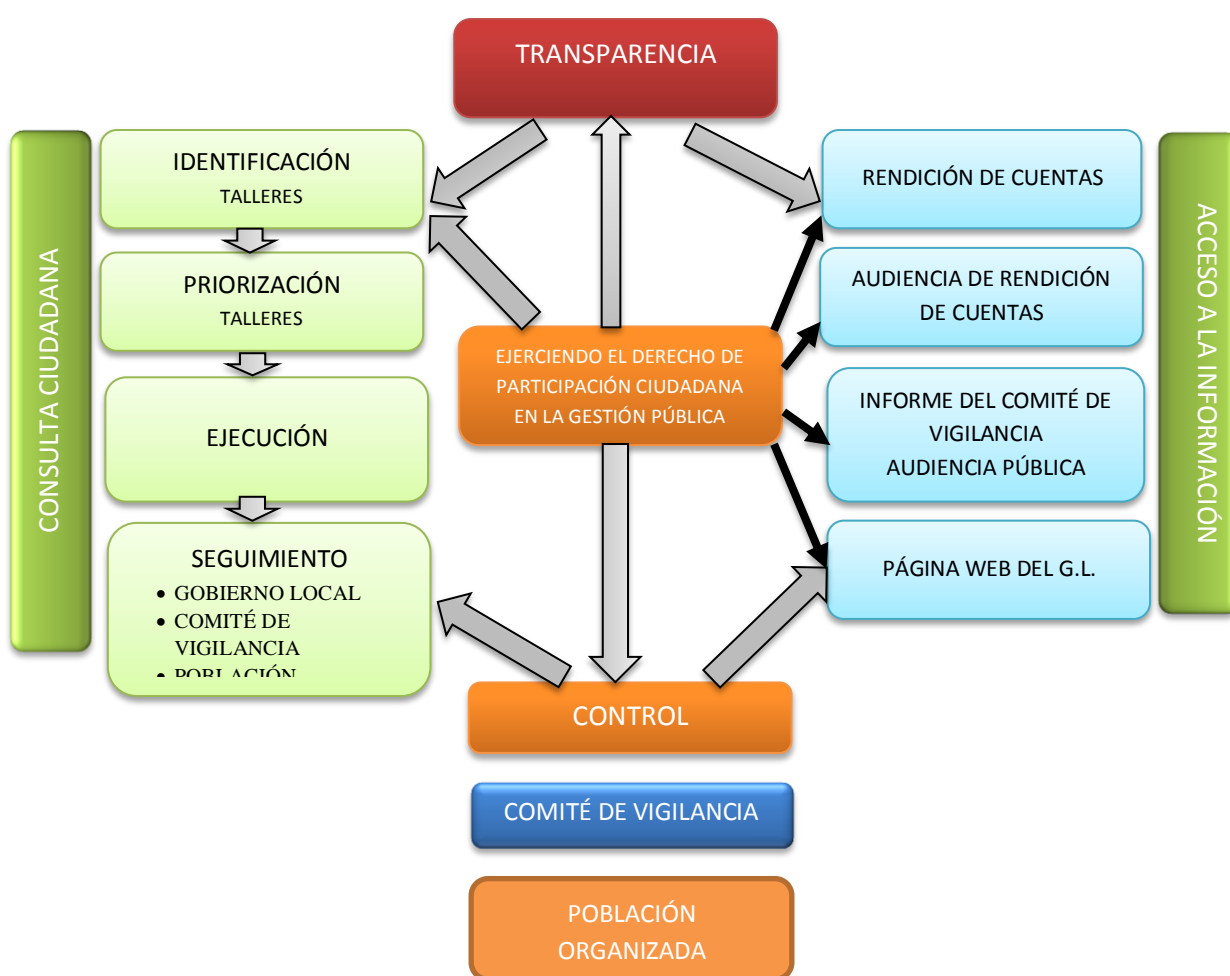 TRANSPARENCIA
CONSULTA CIUDADANA
IDENTIFICACIÓN
TALLERES
PRIORIZACIÓN
TALLERES
EJECUCIÓN
SEGUIMIENTO
• GOBIERNO LOCAL
• COMITÉ DE
VIGILANCIA
• POBLACIÓN
EJERCIENDO EL DERECHO DE
PARTICIPACIÓN CIUDADANA
EN LA GESTIÓN PÚBLICA
RENDICIÓN DE CUENTAS
AUDIENCIA DE RENDICIÓN
DE CUENTAS
INFORME DEL COMITÉ DE
VIGILANCIA
AUDIENCIA PÚBLICA
PÁGINA WEB DEL G.L.
ACCESO A LA INFORMACIÓN
CONTROL
COMITÉ DE VIGILANCIA
POBLACIÓN
ORGANIZADA